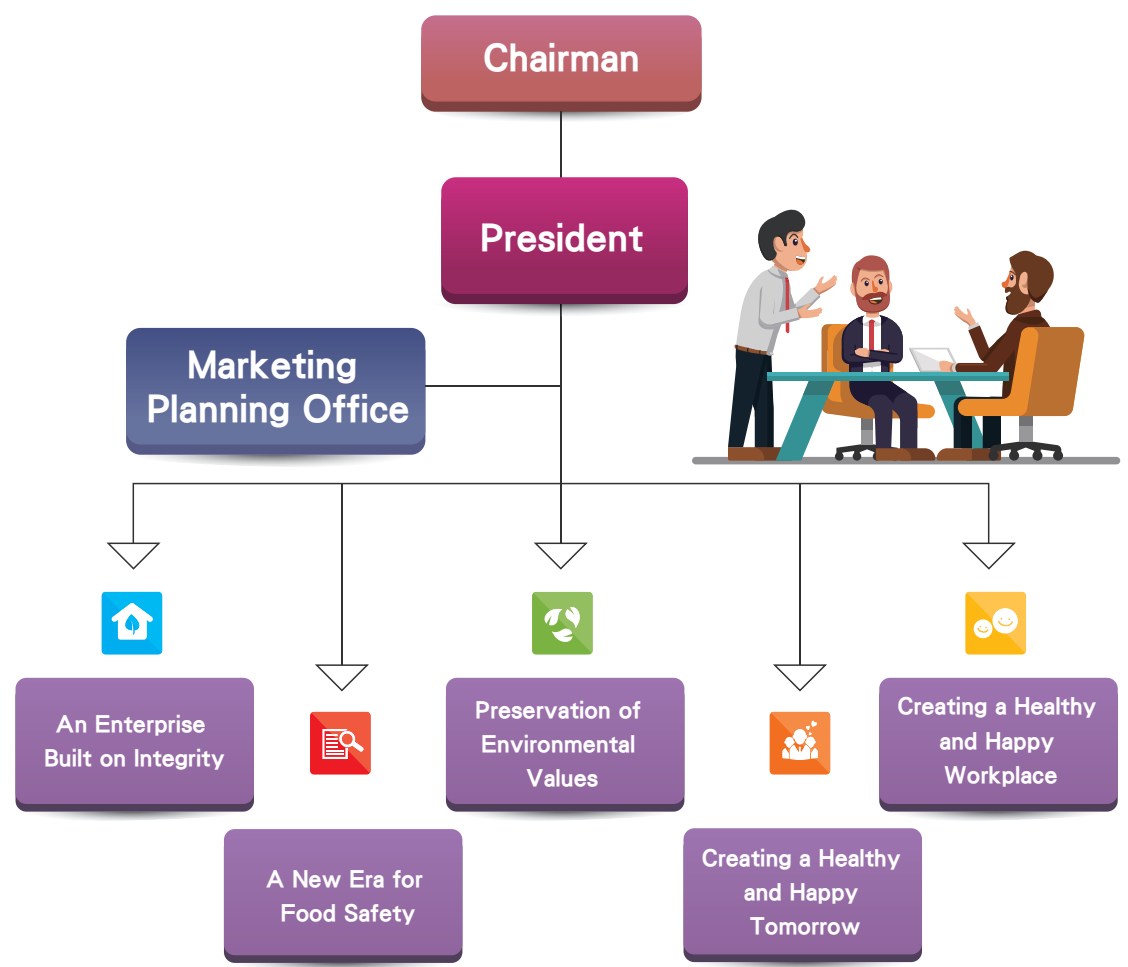 Chairman
President
Marketing
Planning Office
An Enterprise
Built on Integrity
A New Era for
Food Safety
Preservation of
Environmental
Values
Creating a Healthy
and Happy
Tomorrow
Creating a Healthy
and Happy
Workplace